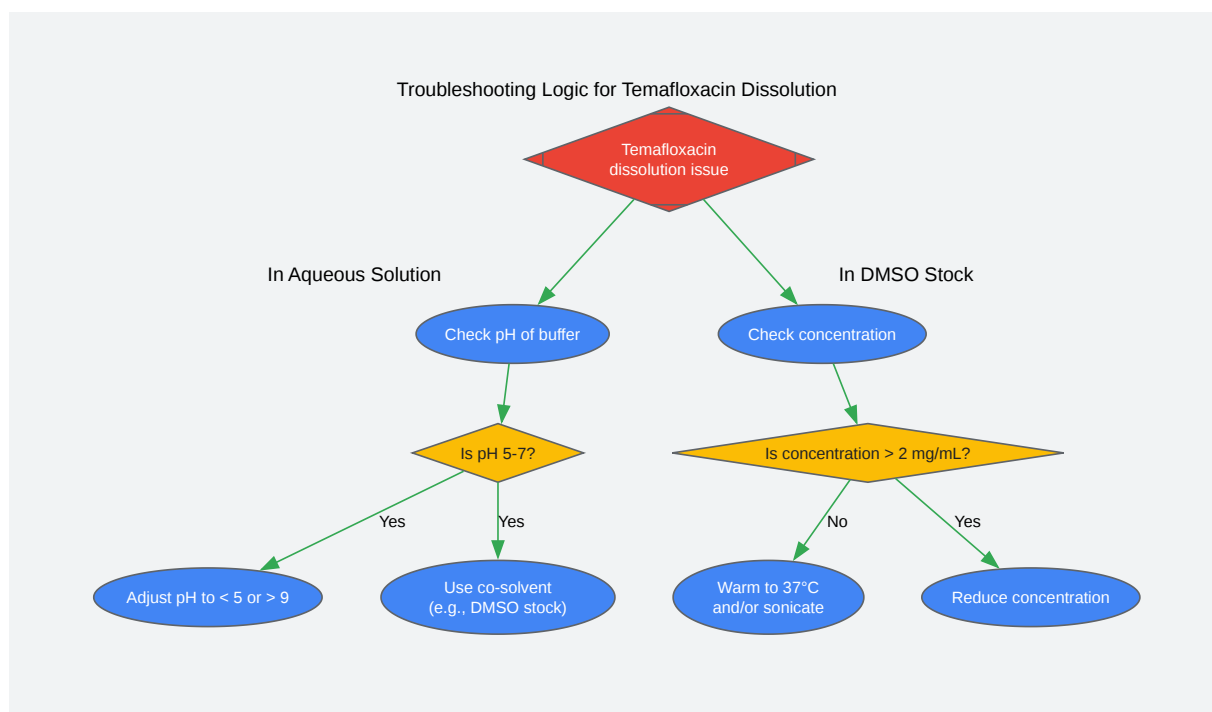 Troubleshooting Logic for Temafloxacin Dissolution
Temafloxacin
dissolution issue
In Aqueous Solution
In DMSO Stock
Check pH of buffer
Check concentration
Is pH 5-7?
Is concentration > 2 mg/mL?
Yes
Yes
No
Yes
Adjust pH to < 5 or > 9
Use co-solvent
(e.g., DMSO stock)
Warm to 37°C
and/or sonicate
Reduce concentration